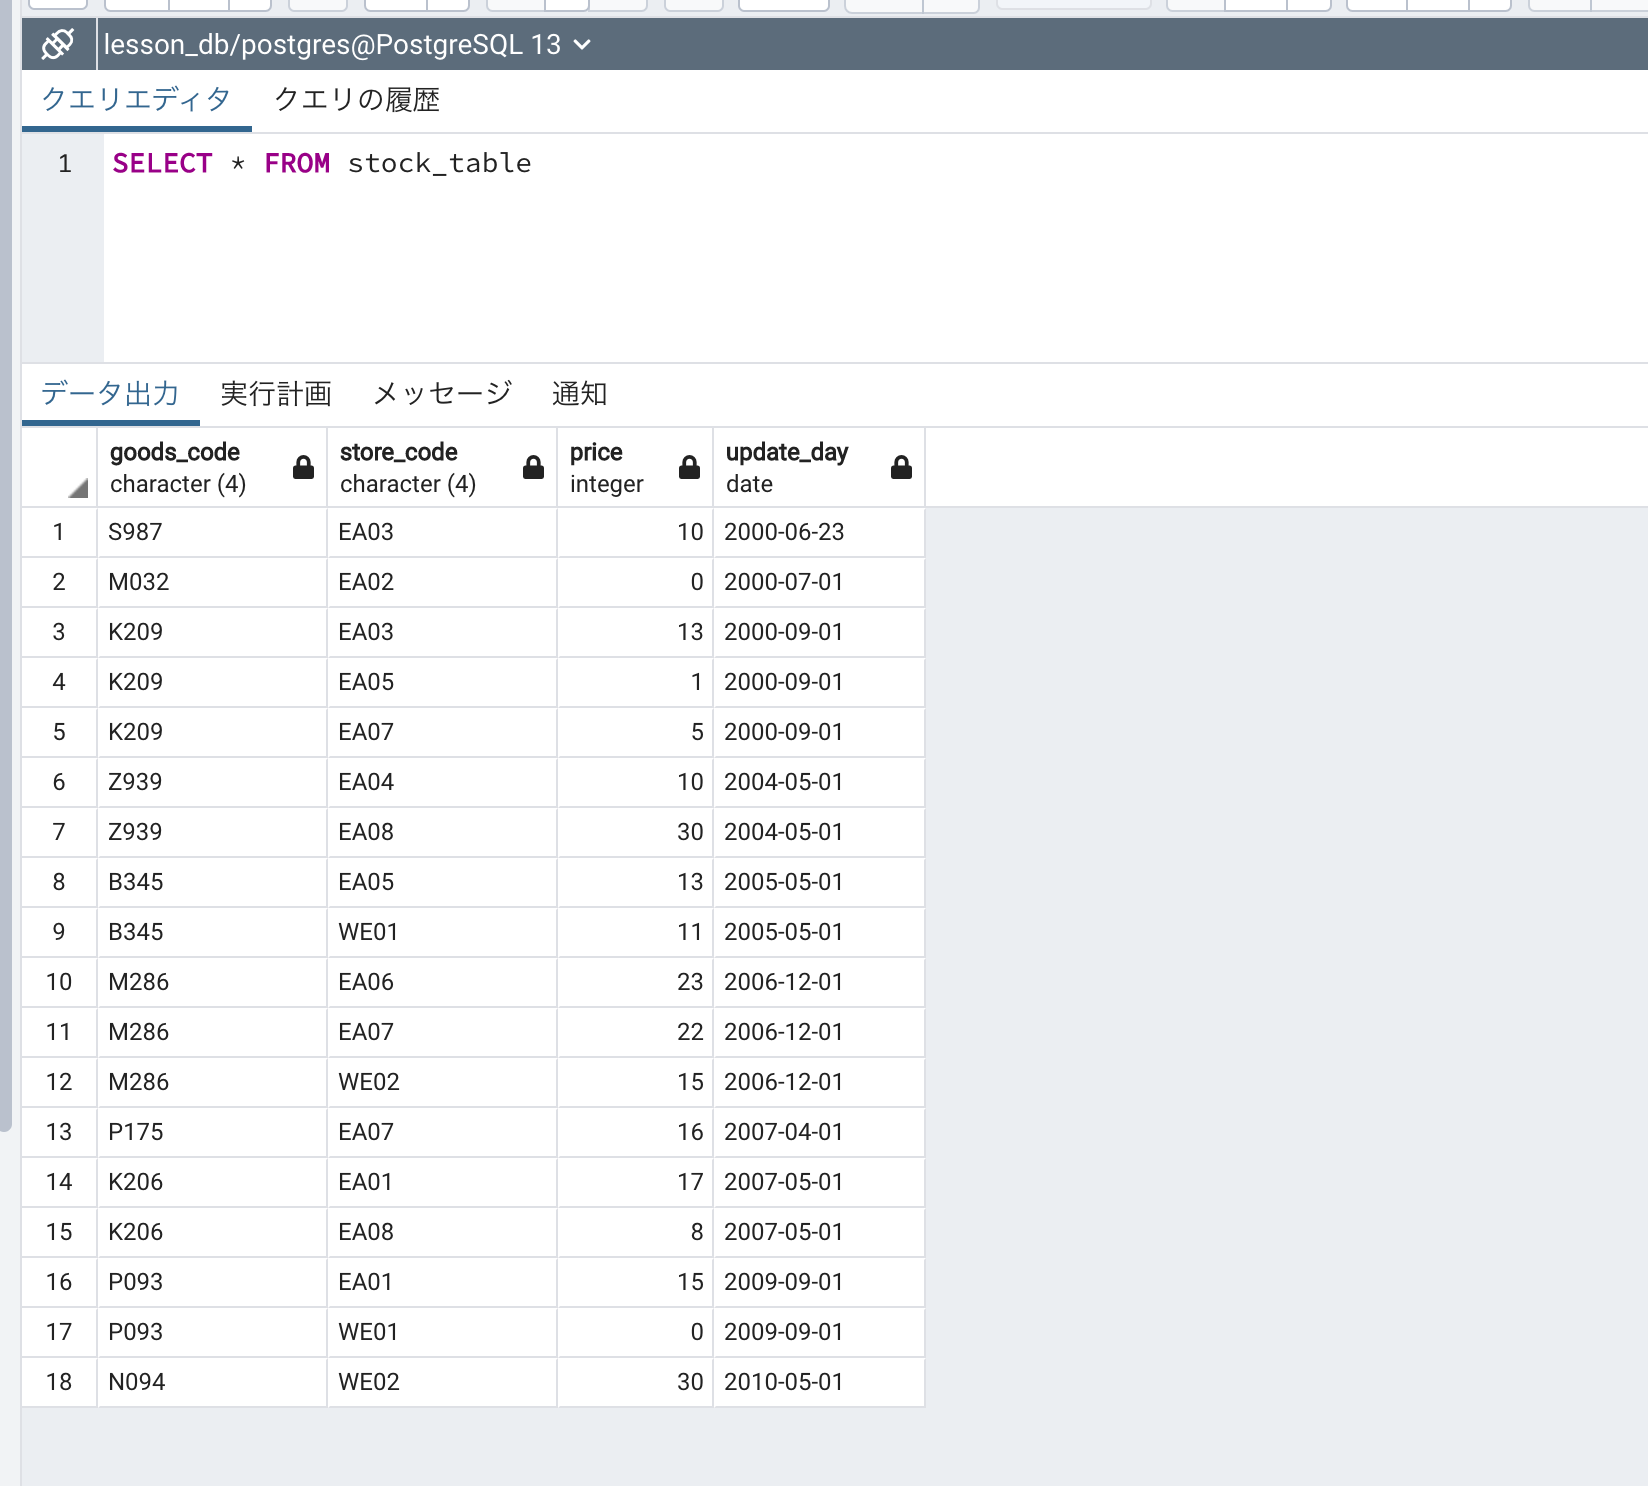 lesson_db/postgres@PostgreSQL 13
クエリエディタ クエリの履歴
1 SELECT * FROM stock_table
データ出力 実行計画 メッセージ 通知
goods_code store_code price update_day
character (4) character (4) integer date
1 S987 EA03 10 2000-06-23
2 M032 EA02 0 2000-07-01
3 K209 EA03 13 2000-09-01
4 K209 EA05 1 2000-09-01
5 K209 EA07 5 2000-09-01
6 Z939 EA04 10 2004-05-01
7 Z939 EA08 30 2004-05-01
8 B345 EA05 13 2005-05-01
9 B345 WE01 11 2005-05-01
10 M286 EA06 23 2006-12-01
11 M286 EA07 22 2006-12-01
12 M286 WE02 15 2006-12-01
13 P175 EA07 16 2007-04-01
14 K206 EA01 17 2007-05-01
15 K206 EA08 8 2007-05-01
16 P093 EA01 15 2009-09-01
17 P093 WE01 0 2009-09-01
18 N094 WE02 30 2010-05-01